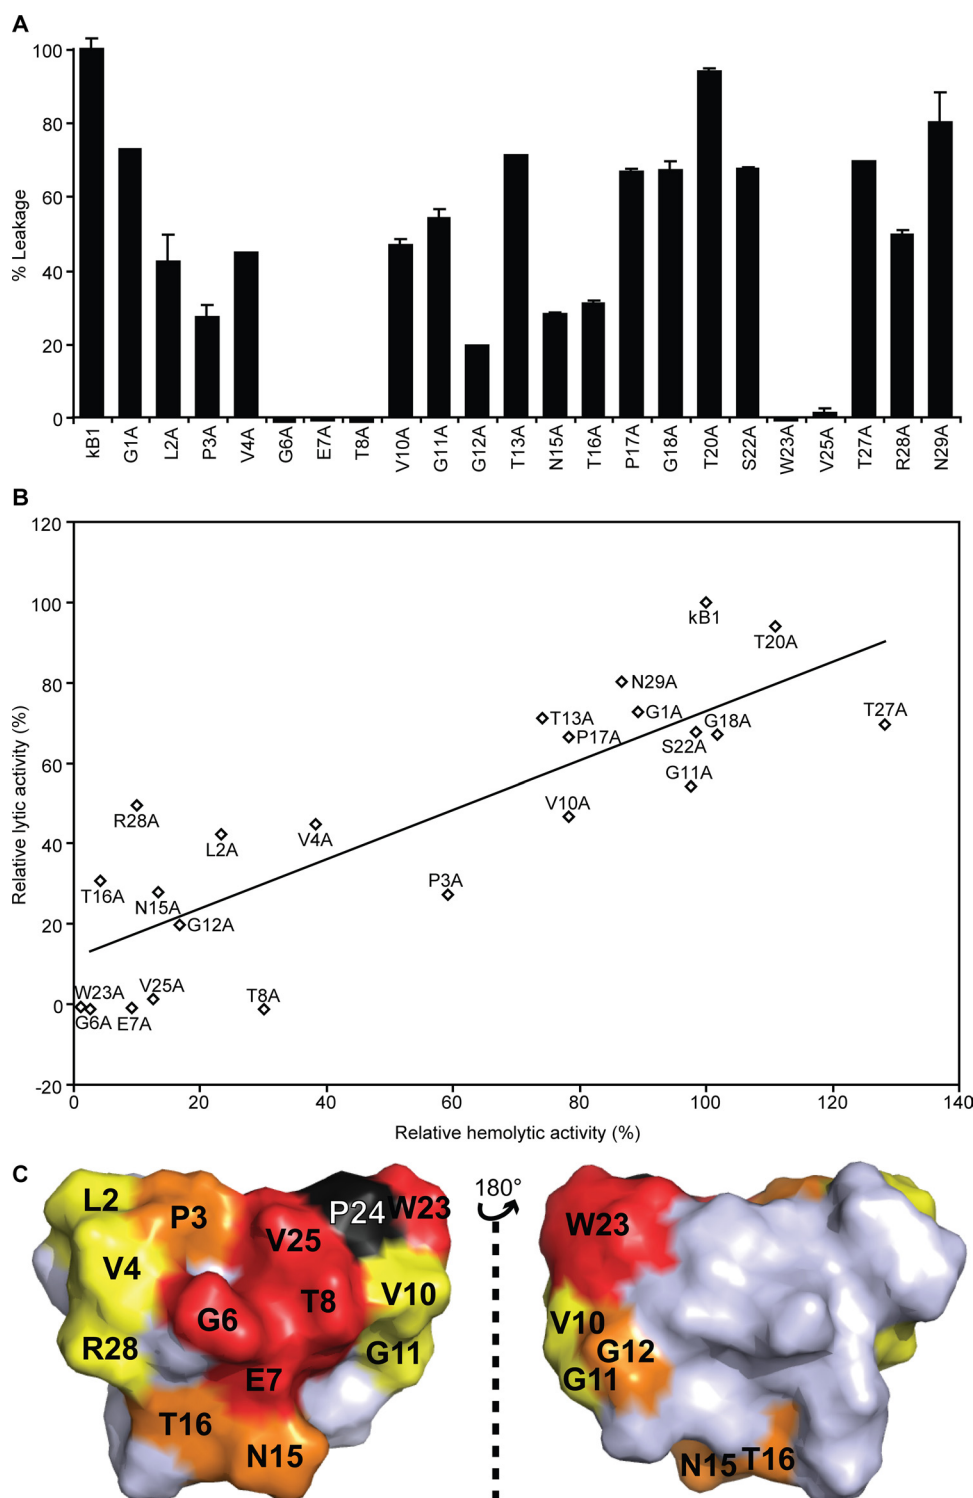 A
100
80
60
40
20
0
% Leakage
kB1
G1A
L2A
P3A
V4A
G6A
E7A
T8A
V10A
G11A
G12A
T13A
N15A
T16A
P17A
G18A
T20A
S22A
W23A
V25A
T27A
R28A
N29A
B
120
100
80
60
40
20
0
-20
Relative lytic activity (%)
kB1
T20A
N29A
G1A
T13A
G18A
T27A
P17A
S22A
G11A
V10A
R28A
V4A
L2A
P3A
T16A
N15A
G12A
V25A
W23A
T8A
G6A E7A
0 20 40 60 80 100 120 140
Relative hemolytic activity (%)
C
L2
P3
P24
W23
V25
V4
T8
V10
G6
R28
G11
E7
T16
N15
180°
W23
V10
G12
G11
N15
T16